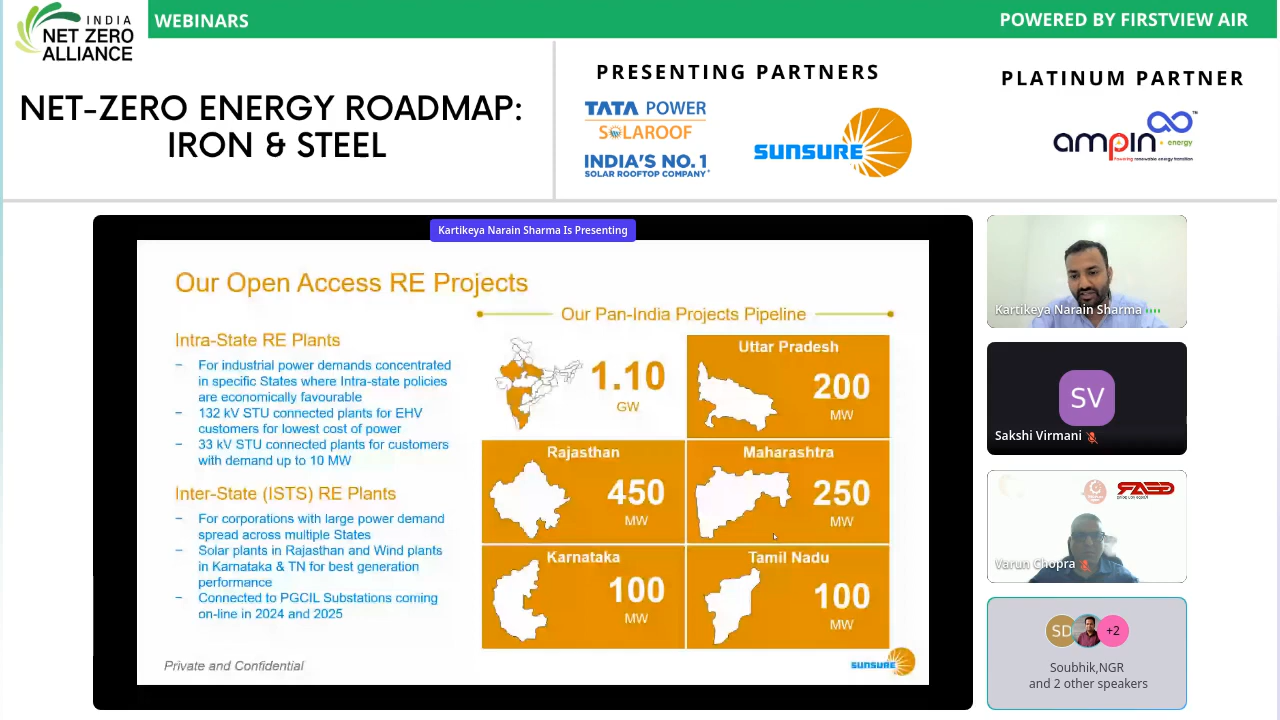 INDIA
NET ZERO
ALLIANCE
WEBINARS
POWERED BY FIRSTVIEW AIR
NET-ZERO ENERGY ROADMAP:
IRON & STEEL
PRESENTING PARTNERS
TATA POWER
SOLAROOF
INDIA'S NO.1
SOLAR ROOFTOP COMPANY*
SUNSURE
PLATINUM PARTNER
ampin
TM
energy
Powering renewable energy transition
Kartikeya Narain Sharma Is Presenting
Our Open Access RE Projects
Intra-State RE Plants
− For industrial power demands concentrated
in specific States where Intra-state policies
are economically favourable
− 132 kV STU connected plants for EHV
customers for lowest cost of power
− 33 kV STU connected plants for customers
with demand up to 10 MW
Inter-State (ISTS) RE Plants
− For corporations with large power demand
spread across multiple States
− Solar plants in Rajasthan and Wind plants
in Karnataka & TN for best generation
performance
− Connected to PGCIL Substations coming
on-line in 2024 and 2025
Our Pan-India Projects Pipeline
1.10
GW
Uttar Pradesh
200
MW
Rajasthan
450
MW
Maharashtra
250
MW
Karnataka
100
MW
Tamil Nadu
100
MW
Private and Confidential
SUNSURE
Kartikeya Narain Sharma
SV
Sakshi Virmani
Varun Chopra
SD
+2
Soubhik,NGR
and 2 other speakers